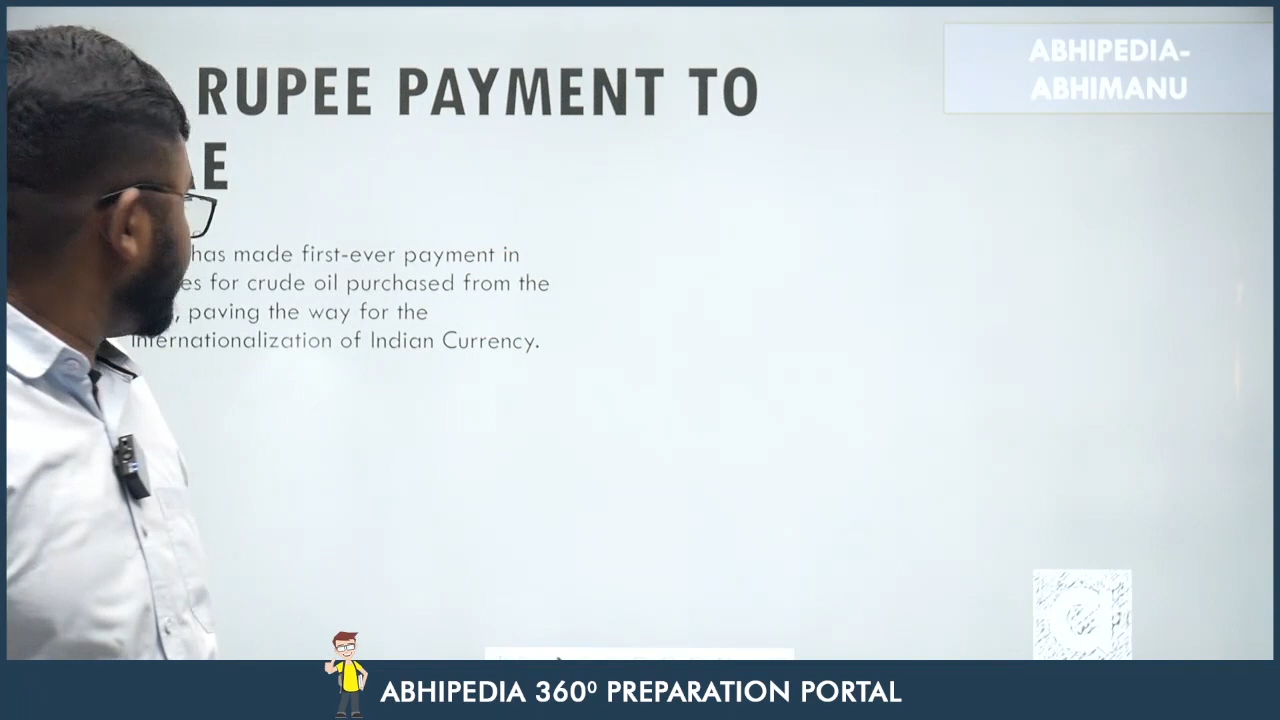 RUPEE PAYMENT TO
ABHIPEDIA-
ABHIMANU
has made first-ever payment in
for crude oil purchased from the
, paving the way for the
internationalization of Indian Currency.
ABHIPEDIA 360⁰ PREPARATION PORTAL